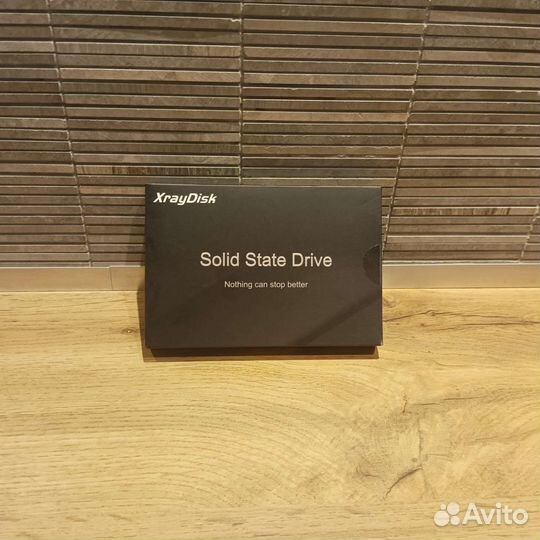 XrayDisk
Solid State Drive
Nothing can stop better
Avito